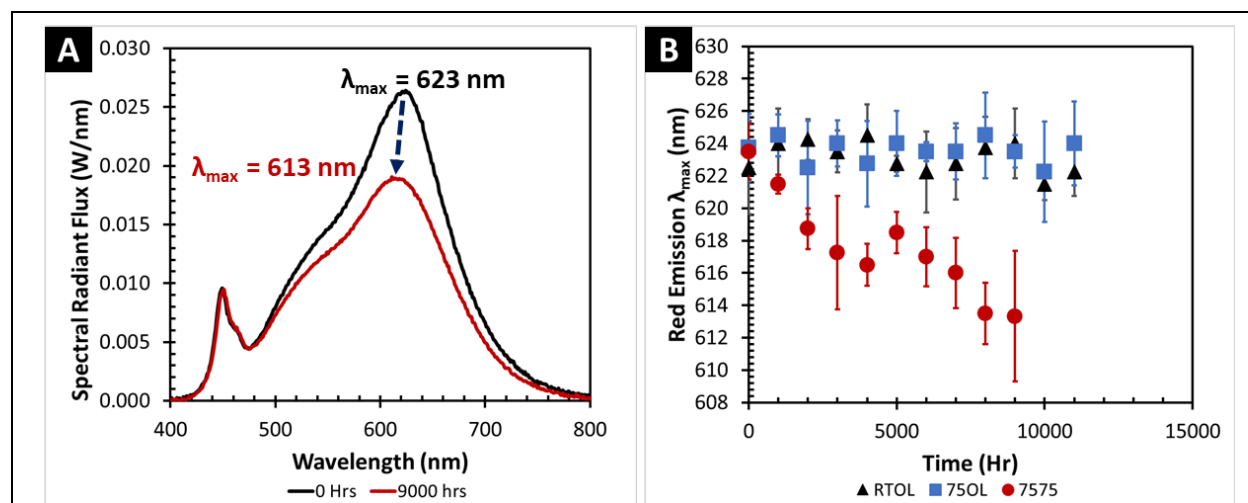 A
λmax = 623 nm
λmax = 613 nm
Spectral Radiant Flux (W/nm)
0.030
0.025
0.020
0.015
0.010
0.005
0.000
400 500 600 700 800
Wavelength (nm)
0 Hrs 9000 hrs
B
Red Emission λmax (nm)
630
628
626
624
622
620
618
616
614
612
610
608
0 5000 10000 15000
Time (Hr)
RTOL 75OL 7575